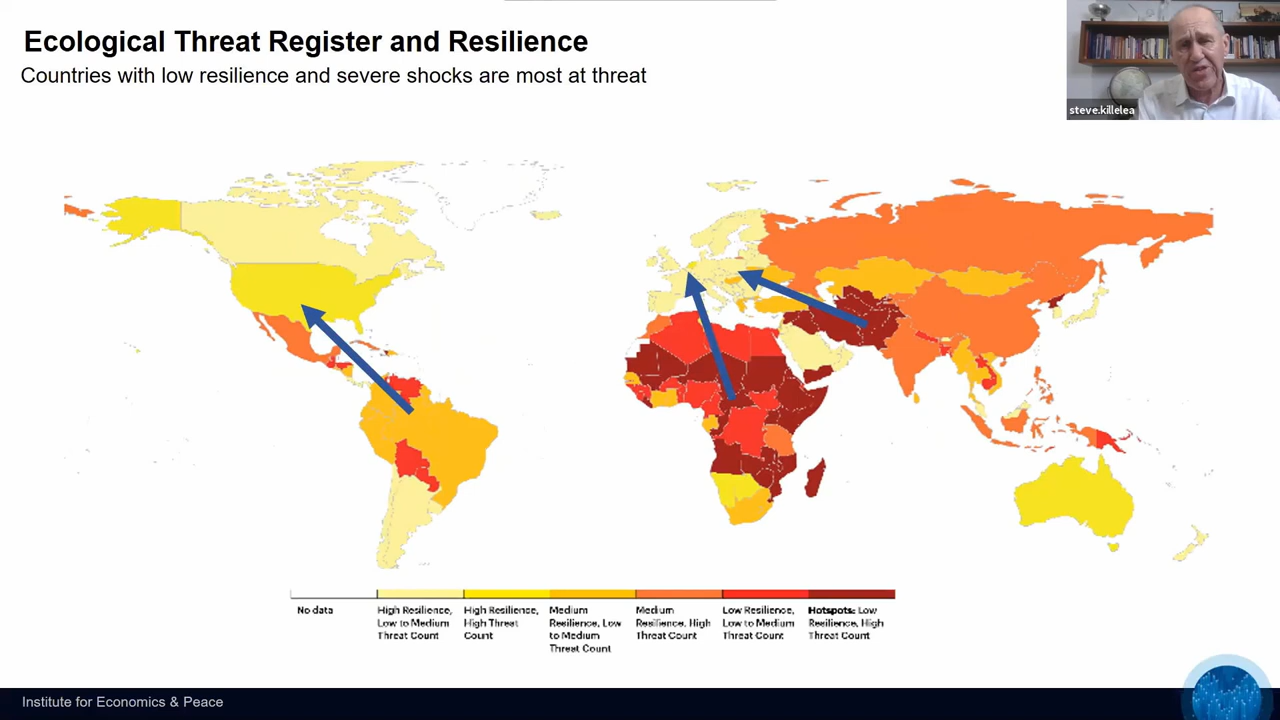 Ecological Threat Register and Resilience
Countries with low resilience and severe shocks are most at threat
steve.killelea
No data
High Resilience,
Low to Medium
Threat Count
High Resilience,
High Threat
Count
Medium
Resilience, Low
to Medium
Threat Count
Medium
Resilience, High
Threat Count
Low Resilience,
Low to Medium
Threat Count
Hotspots: Low
Resilience, High
Threat Count
Institute for Economics & Peace